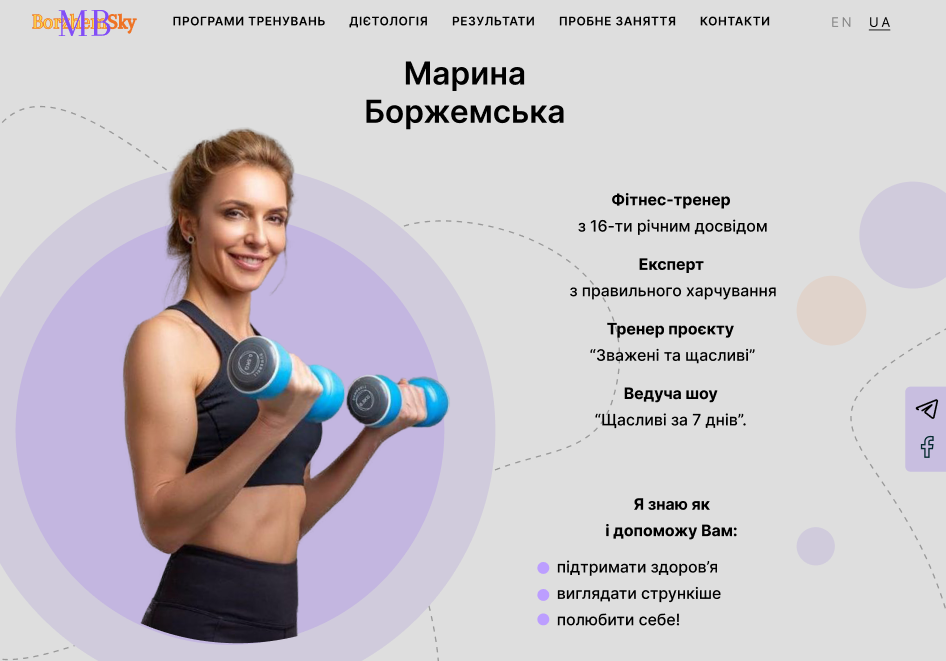 BorzhemSky
MB
ПРОГРАМИ ТРЕНУВАНЬ ДІЄТОЛОГІЯ РЕЗУЛЬТАТИ ПРОБНЕ ЗАНЯТТЯ КОНТАКТИ EN UA
Марина
Боржемська
Фітнес-тренер
з 16-ти річним досвідом
Експерт
з правильного харчування
Тренер проєкту
“Зважені та щасливі”
Ведуча шоу
“Щасливі за 7 днів”.
Я знаю як
і допоможу Вам:
підтримати здоров’я
виглядати стрункіше
полюбити себе!